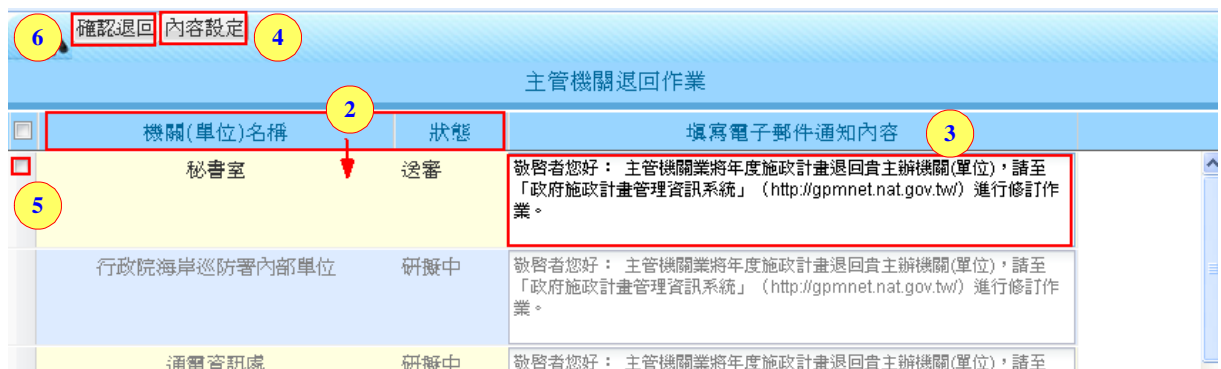 6 確認退回 內容設定 4
主管機關退回作業
機關(單位)名稱 2 狀態 填寫電子郵件通知內容 3
5 秘書室 送審 敬啓者您好： 主管機關業將年度施政計畫退回貴主辦機關(單位)，請至
「政府施政計畫管理資訊系統」（http://gpmnet.nat.gov.tw/）進行修訂作
業。
行政院海岸巡防署內部單位 研擬中 敬啓者您好： 主管機關業將年度施政計畫退回貴主辦機關(單位)，請至
「政府施政計畫管理資訊系統」（http://gpmnet.nat.gov.tw/）進行修訂作
業。
通電資訊處 研擬中 敬啓者您好： 主管機關業將年度施政計畫退回貴主辦機關(單位)，請至